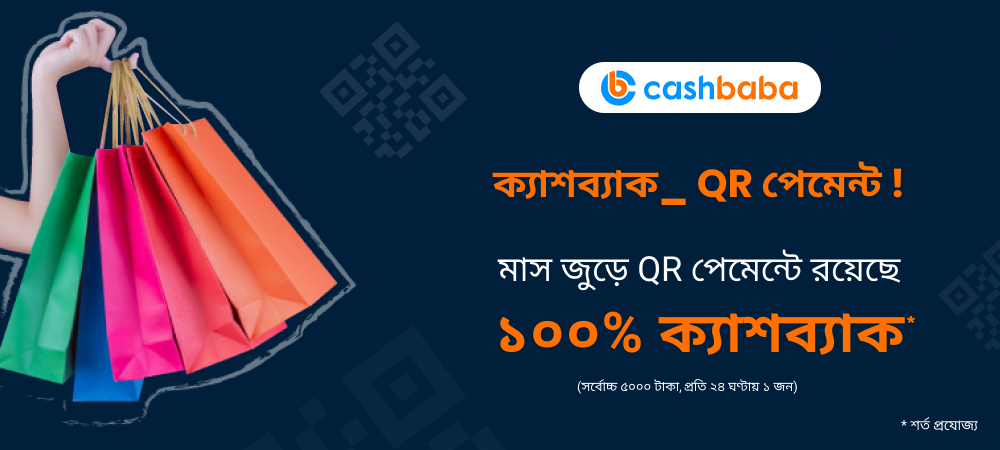 cashbaba
ক্যাশব্যাক_ QR পেমেন্ট !
মাস জুড়ে QR পেমেন্টে রয়েছে
১০০% ক্যাশব্যাক*
(সর্বোচ্চ ৫০০০ টাকা, প্রতি ২৪ ঘণ্টায় ১ জন)
* শর্ত প্রযোজ্য